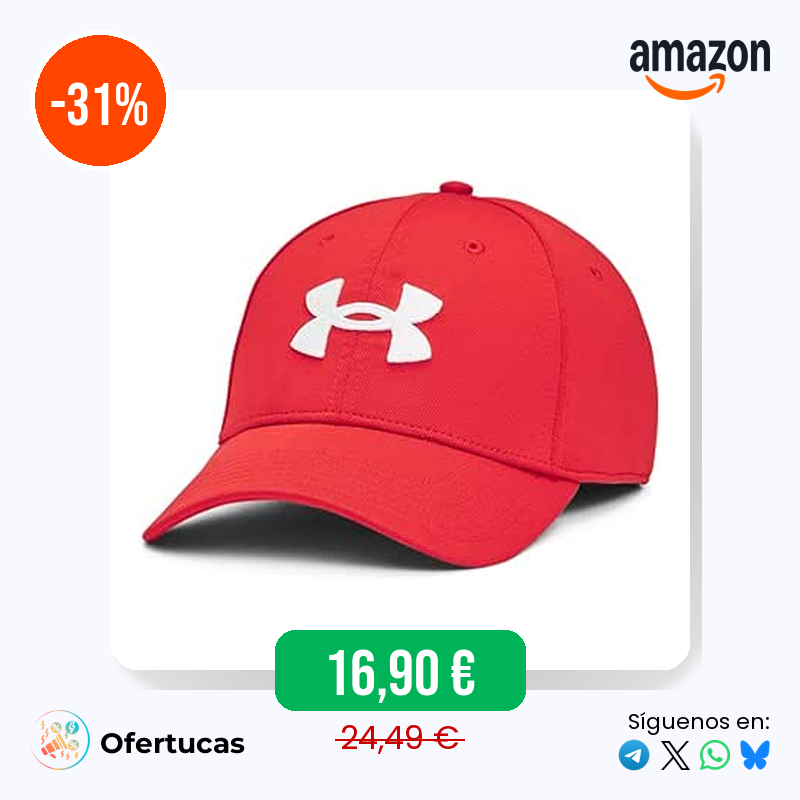 -31%
amazon
16,90 €
24,49 €
Ofertucas
Síguenos en: